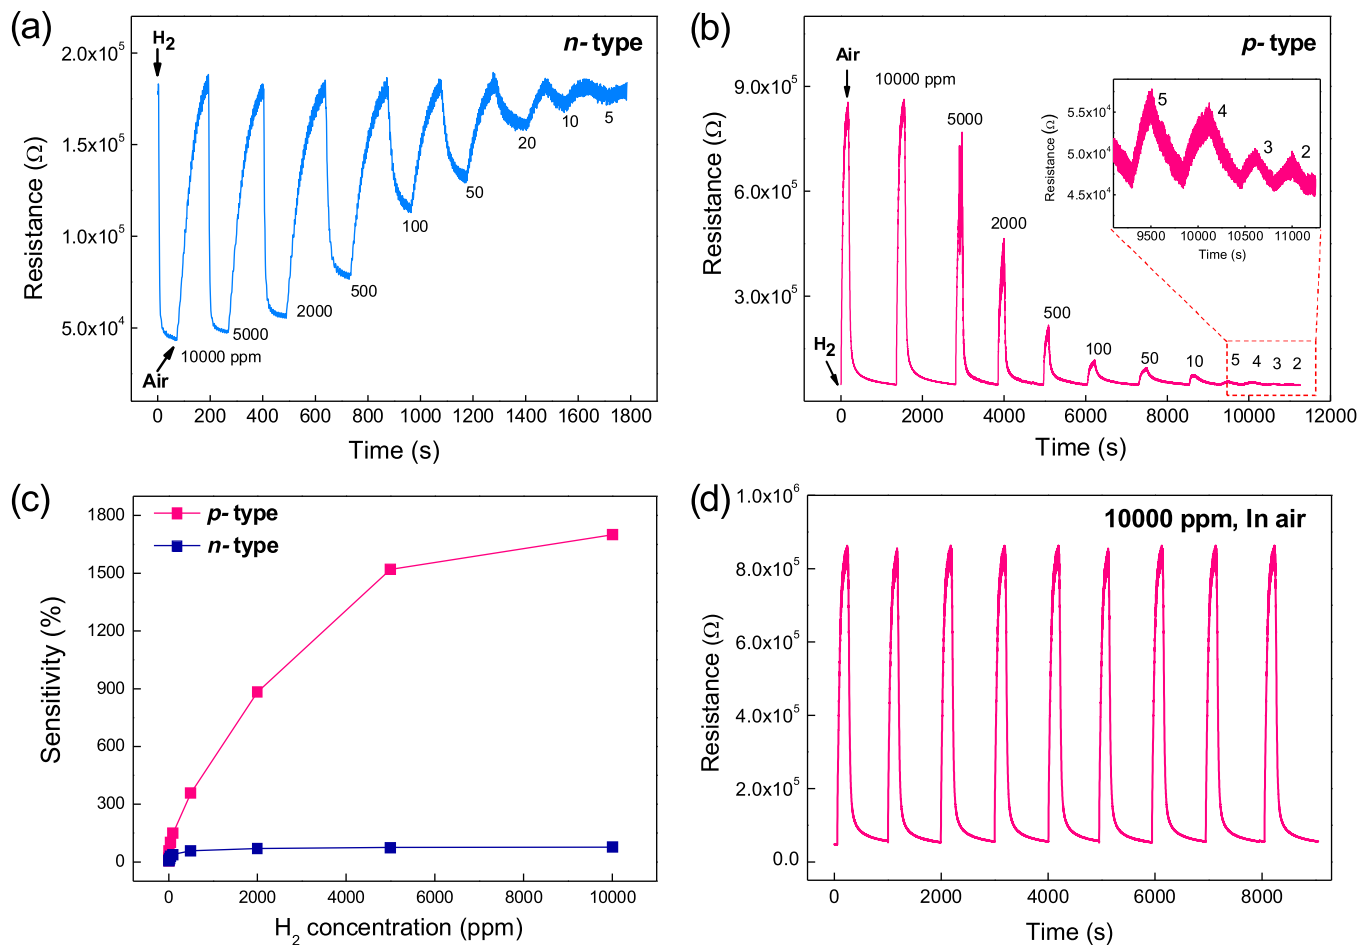 (a)
H2
n- type
2.0x10^5
1.5x10^5
1.0x10^5
5.0x10^4
Resistance (Ω)
10000 ppm
5000
2000
500
100
50
20
10
5
Air
0 200 400 600 800 1000 1200 1400 1600 1800
Time (s)
(b)
p- type
Air
10000 ppm
5000
2000
500
100
50
10
5 4 3 2
H2
9.0x10^5
6.0x10^5
3.0x10^5
Resistance (Ω)
0 2000 4000 6000 8000 10000 12000
Time (s)
5
4
3
2
5.5x10^4
5.0x10^4
4.5x10^4
Resistance (Ω)
9500 10000 10500 11000
Time (s)
(c)
p- type
n- type
1800
1500
1200
900
600
300
0
Sensitivity (%)
0 2000 4000 6000 8000 10000
H2 concentration (ppm)
(d)
10000 ppm, In air
1.0x10^6
8.0x10^5
6.0x10^5
4.0x10^5
2.0x10^5
0.0
Resistance (Ω)
0 2000 4000 6000 8000
Time (s)